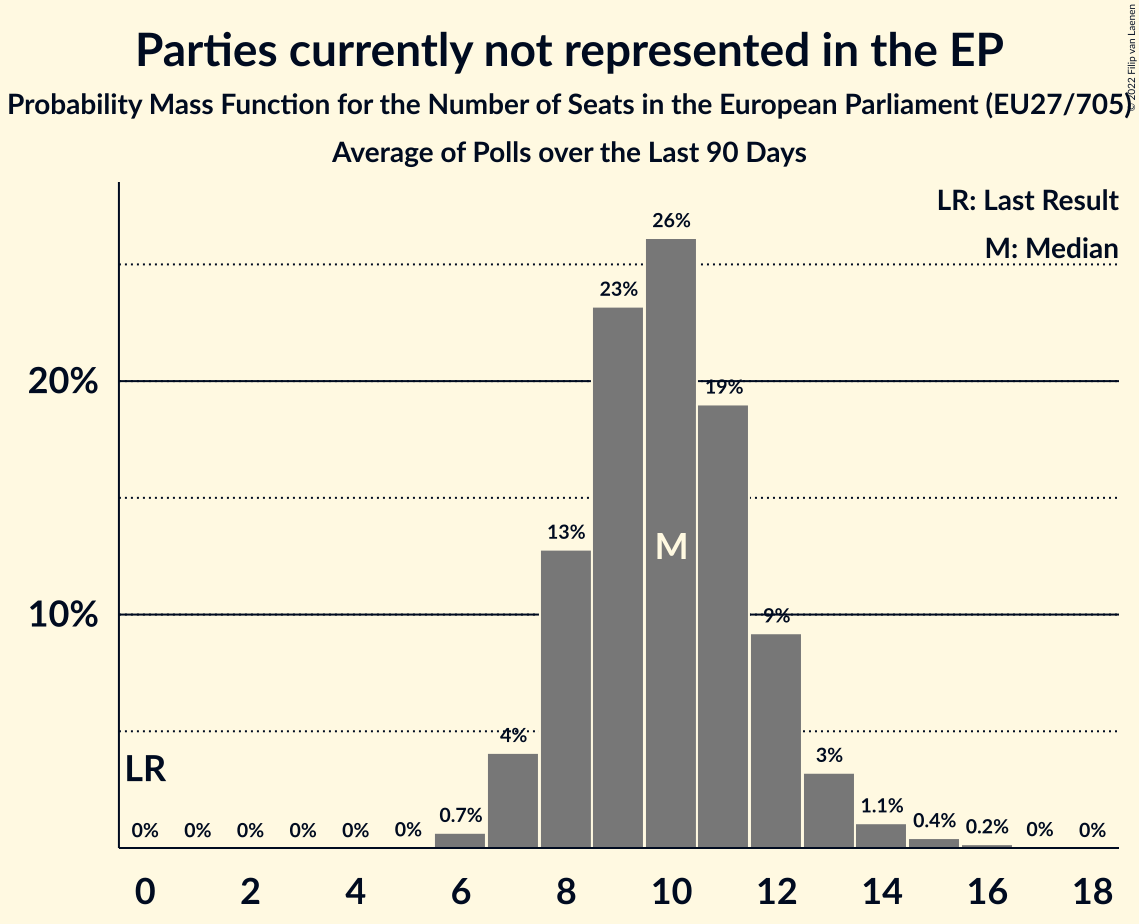 Parties currently not represented in the EP
Probability Mass Function for the Number of Seats in the European Parliament (EU27/705)
Average of Polls over the Last 90 Days
© 2022 Filip van Laenen
LR: Last Result
M: Median
26%
23%
20%
19%
13%
M
10%
9%
4%
LR
3%
0% 0% 0% 0% 0% 0% 0.7% 1.1% 0.4% 0.2% 0% 0%
0 2 4 6 8 10 12 14 16 18